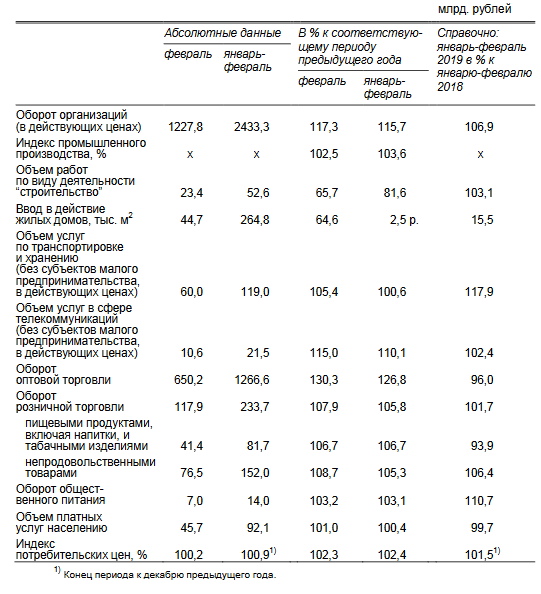 млрд. рублей
Абсолютные данные В % к соответствую- Справочно:
щему периоду январь-февраль
предыдущего года 2019 в % к
февраль январь-февраль февраль январь-февраль январю-февралю
2018
Оборот организаций
(в действующих ценах) 1227,8 2433,3 117,3 115,7 106,9
Индекс промышленного
производства, % x x 102,5 103,6 x
Объем работ
по виду деятельности
“строительство” 23,4 52,6 65,7 81,6 103,1
Ввод в действие
жилых домов, тыс. м2 44,7 264,8 64,6 2,5 р. 15,5
Объем услуг
по транспортировке
и хранению
(без субъектов малого
предпринимательства,
в действующих ценах) 60,0 119,0 105,4 100,6 117,9
Объем услуг в сфере
телекоммуникаций
(без субъектов малого
предпринимательства,
в действующих ценах) 10,6 21,5 115,0 110,1 102,4
Оборот
оптовой торговли 650,2 1266,6 130,3 126,8 96,0
Оборот
розничной торговли 117,9 233,7 107,9 105,8 101,7
пищевыми продуктами,
включая напитки, и
табачными изделиями 41,4 81,7 106,7 106,7 93,9
непродовольственными
товарами 76,5 152,0 108,7 105,3 106,4
Оборот общест-
венного питания 7,0 14,0 103,2 103,1 110,7
Объем платных
услуг населению 45,7 92,1 101,0 100,4 99,7
Индекс
потребительских цен, % 100,2 100,9 1) 102,3 102,4 101,5 1)
1) Конец периода к декабрю предыдущего года.